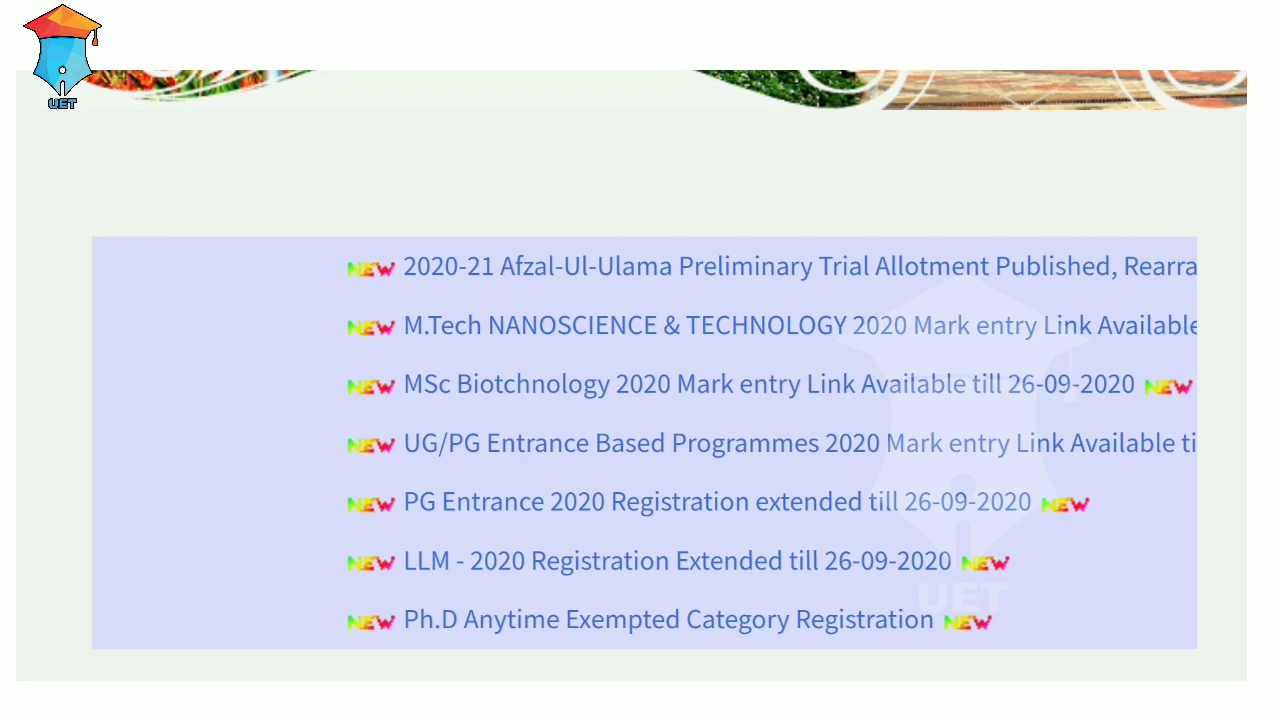 UET
NEW 2020-21 Afzal-Ul-Ulama Preliminary Trial Allotment Published, Rearra
NEW M.Tech NANOSCIENCE & TECHNOLOGY 2020 Mark entry Link Available
NEW MSc Biotchnology 2020 Mark entry Link Available till 26-09-2020 NEW
NEW UG/PG Entrance Based Programmes 2020 Mark entry Link Available ti
NEW PG Entrance 2020 Registration extended till 26-09-2020 NEW
NEW LLM - 2020 Registration Extended till 26-09-2020 NEW
UET
NEW Ph.D Anytime Exempted Category Registration NEW